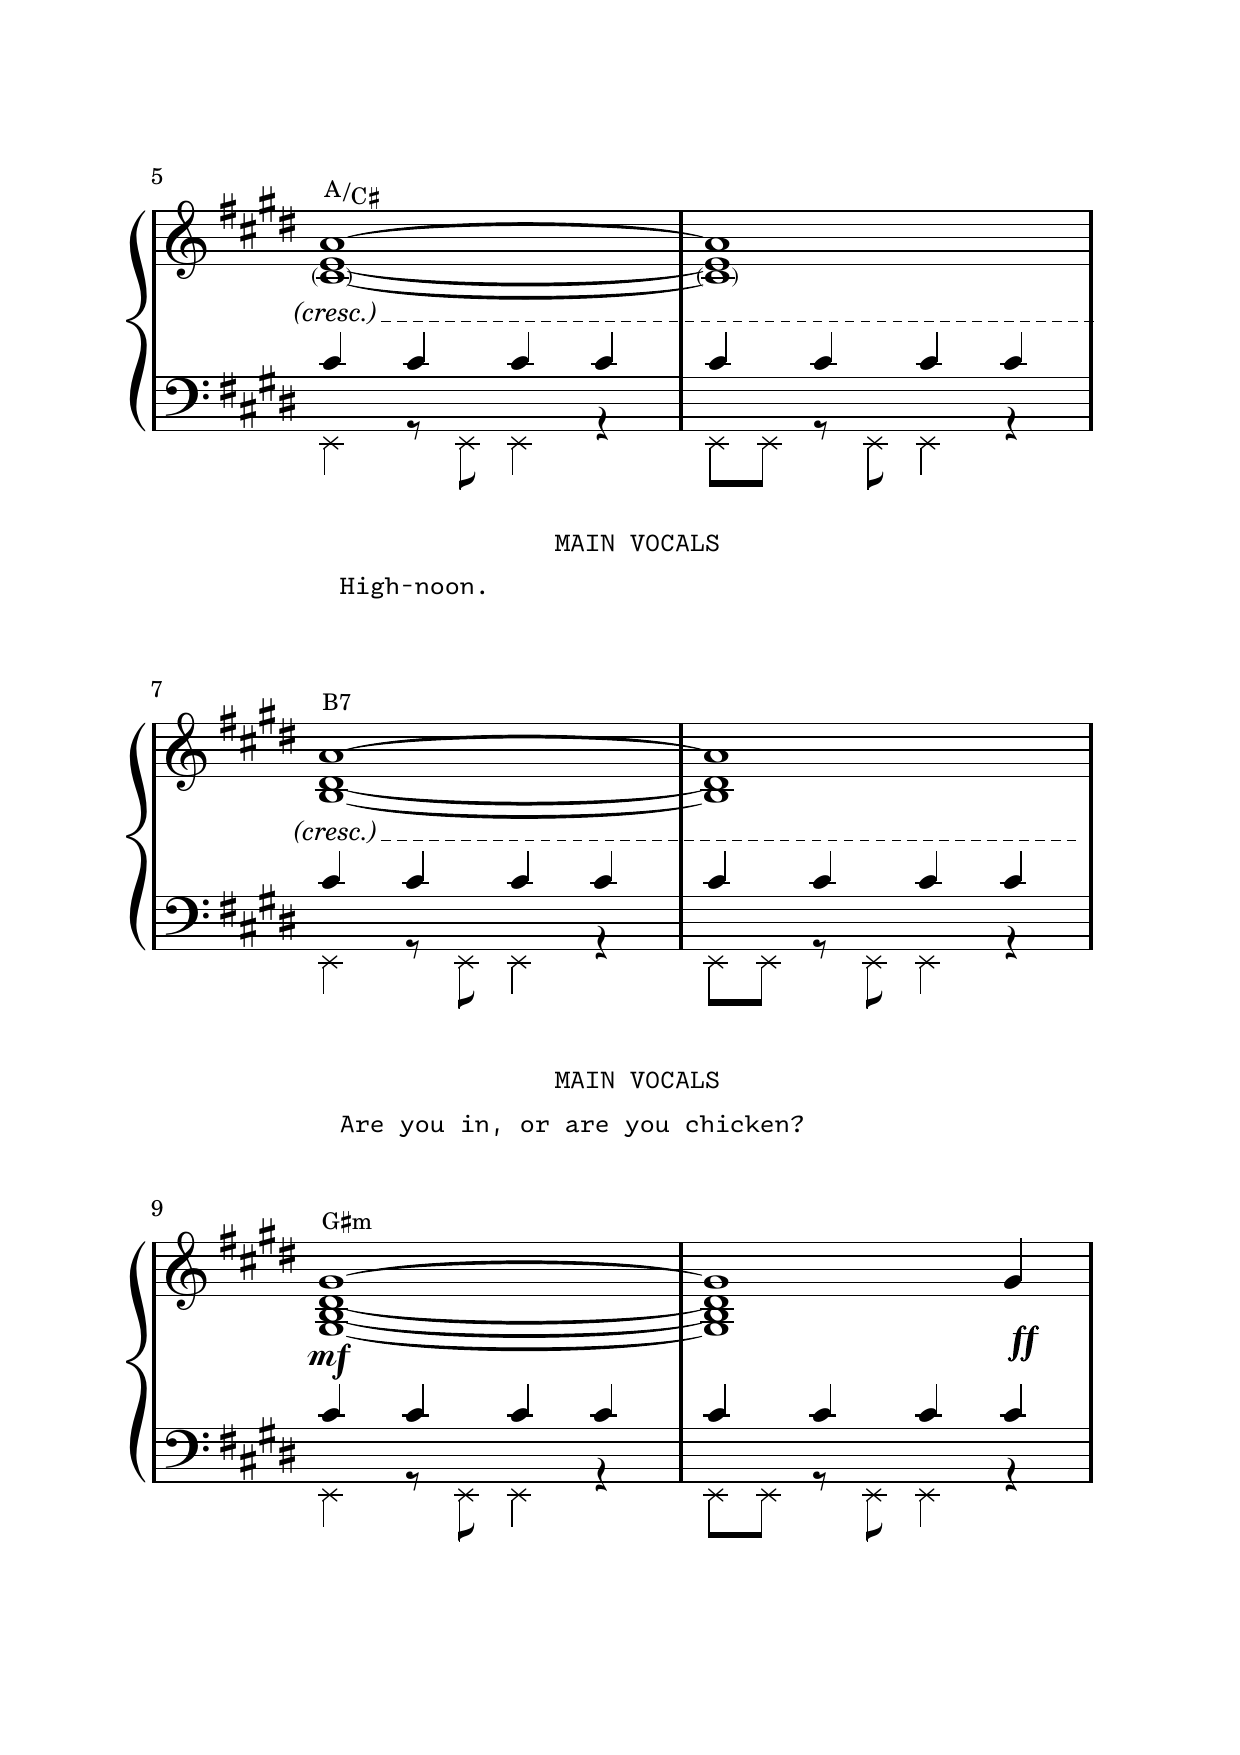 5
A/C♯
(cresc.)
MAIN VOCALS
High-noon.
7
B7
(cresc.)
MAIN VOCALS
Are you in, or are you chicken?
9
G♯m
mf
ff